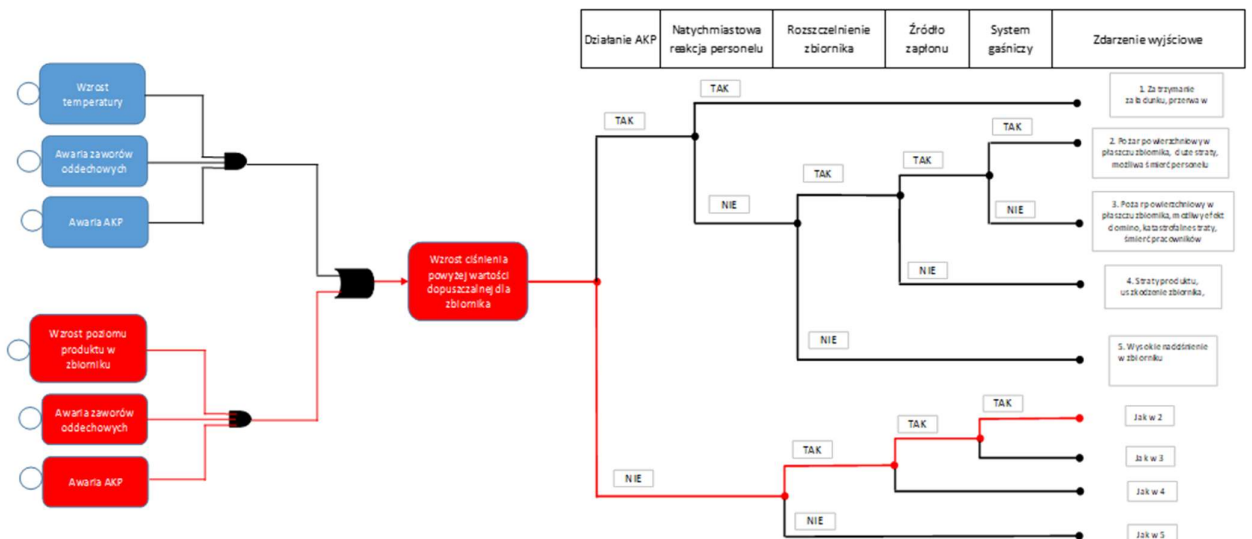 Działanie AKP
Natychmiastowa
reakcja personelu
Rozszczelnienie
zbiornika
Źródło
zapłonu
System
gaśniczy
Zdarzenie wyjściowe
Wzrost
temperatury
Awaria zaworów
oddechowych
Awaria AKP
Wzrost poziomu
produktu w
zbiorniku
Awaria zaworów
oddechowych
Awaria AKP
Wzrost ciśnienia
powyżej wartości
dopuszczalnej dla
zbiornika
TAK
TAK
1. Zatrzymanie
załadunku, przerwa w
NIE
TAK
TAK
TAK
2. Pożar powierzchniowy w
płaszczu zbiornika, duże straty,
możliwa śmierć personelu
NIE
3. Pożar powierzchniowy w
płaszczu zbiornika, możliwy efekt
domino, katastrofalne straty,
śmierć pracowników
NIE
4. Straty produktu,
uszkodzenie zbiornika,
NIE
5. Wysokie nadciśnienie
w zbiorniku
NIE
TAK
TAK
TAK
Jak w 2
Jak w 3
Jak w 4
NIE
Jak w 5